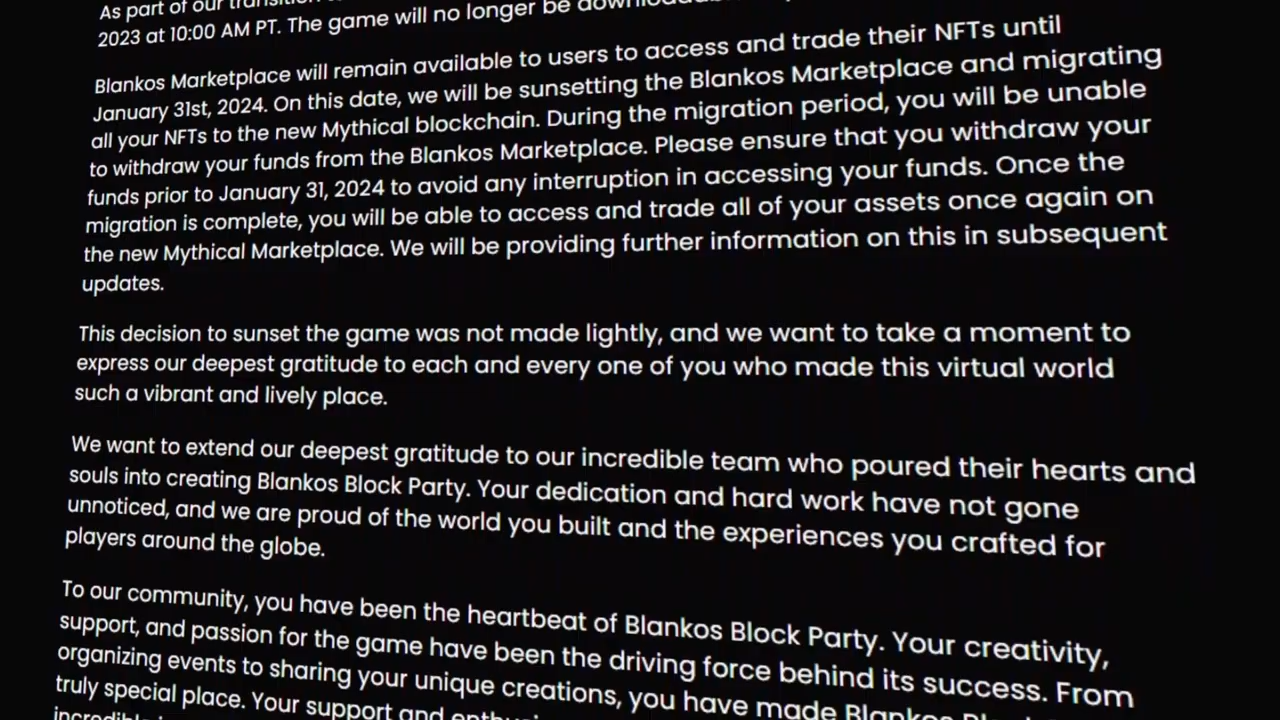 As part of our
2023 at 10:00 AM PT. The game will no longer be
Blankos Marketplace will remain available to users to access and trade their NFTs until
January 31st, 2024. On this date, we will be sunsetting the Blankos Marketplace and migrating
all your NFTs to the new Mythical blockchain. During the migration period, you will be unable
to withdraw your funds from the Blankos Marketplace. Please ensure that you withdraw your
funds prior to January 31, 2024 to avoid any interruption in accessing your funds. Once the
migration is complete, you will be able to access and trade all of your assets once again on
the new Mythical Marketplace. We will be providing further information on this in subsequent
updates.
This decision to sunset the game was not made lightly, and we want to take a moment to
express our deepest gratitude to each and every one of you who made this virtual world
such a vibrant and lively place.
We want to extend our deepest gratitude to our incredible team who poured their hearts and
souls into creating Blankos Block Party. Your dedication and hard work have not gone
unnoticed, and we are proud of the world you built and the experiences you crafted for
players around the globe.
To our community, you have been the heartbeat of Blankos Block Party. Your creativity,
support, and passion for the game have been the driving force behind its success. From
organizing events to sharing your unique creations, you have made Blankos
truly special place. Your support and